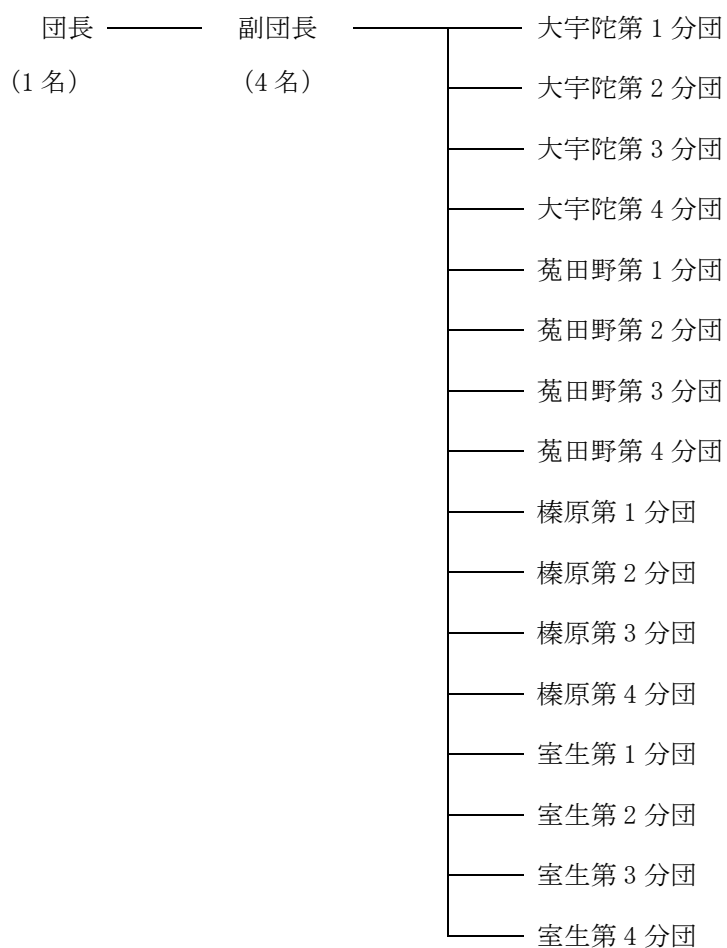 団長 副団長 大宇陀第1分団
(1名) (4名) 大宇陀第2分団
大宇陀第3分団
大宇陀第4分団
菟田野第1分団
菟田野第2分団
菟田野第3分団
菟田野第4分団
榛原第1分団
榛原第2分団
榛原第3分団
榛原第4分団
室生第1分団
室生第2分団
室生第3分団
室生第4分団